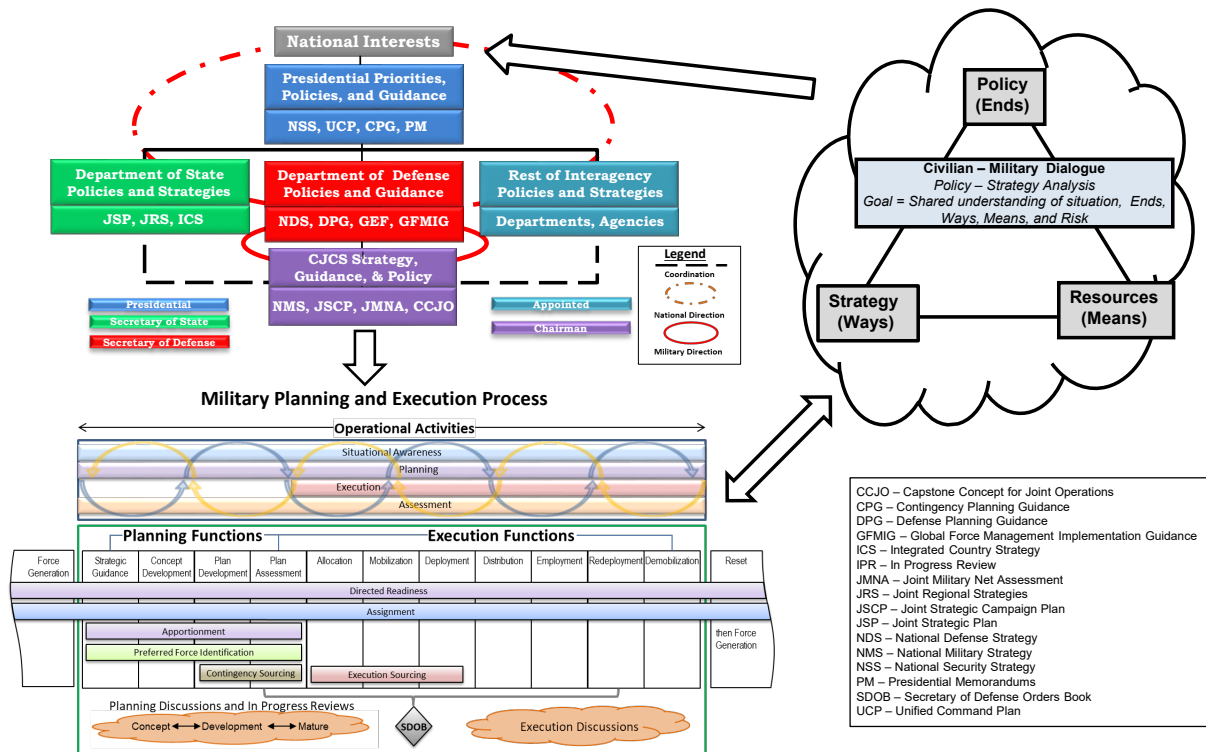 National Interests
Presidential Priorities,
Policies, and Guidance
NSS, UCP, CPG, PM
Department of State
Policies and Strategies
JSP, JRS, ICS
Department of Defense
Policies and Guidance
NDS, DPG, GEF, GFMIG
Rest of Interagency
Policies and Strategies
Departments, Agencies
CJCS Strategy,
Guidance, & Policy
NMS, JSCP, JMNA, CCJO
Presidential
Secretary of State
Secretary of Defense
Appointed
Chairman
Legend
Coordination
National Direction
Military Direction
Policy
(Ends)
Civilian – Military Dialogue
Policy – Strategy Analysis
Goal = Shared understanding of situation, Ends,
Ways, Means, and Risk
Strategy
(Ways)
Resources
(Means)
Military Planning and Execution Process
Operational Activities
Situational Awareness
Planning
Execution
Assessment
Planning Functions
Execution Functions
Force
Generation
Strategic
Guidance
Concept
Development
Plan
Development
Plan
Assessment
Allocation
Mobilization
Deployment
Distribution
Employment
Redeployment
Demobilization
Reset
Directed Readiness
Assignment
Apportionment
Preferred Force Identification
Contingency Sourcing
Execution Sourcing
then Force
Generation
Planning Discussions and In Progress Reviews
Concept
Development
Mature
SDOB
Execution Discussions
CCJO – Capstone Concept for Joint Operations
CPG – Contingency Planning Guidance
DPG – Defense Planning Guidance
GFMIG – Global Force Management Implementation Guidance
ICS – Integrated Country Strategy
IPR – In Progress Review
JMNA – Joint Military Net Assessment
JRS – Joint Regional Strategies
JSCP – Joint Strategic Campaign Plan
JSP – Joint Strategic Plan
NDS – National Defense Strategy
NMS – National Military Strategy
NSS – National Security Strategy
PM – Presidential Memorandums
SDOB – Secretary of Defense Orders Book
UCP – Unified Command Plan